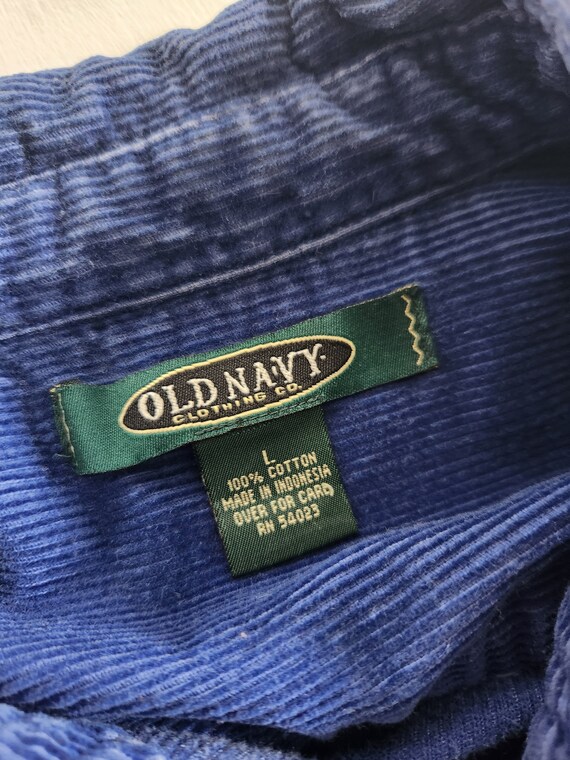 OLD NAVY
CLOTHING CO.
L
100% COTTON
MADE IN INDONESIA
OVER FOR CARE
RN 54023